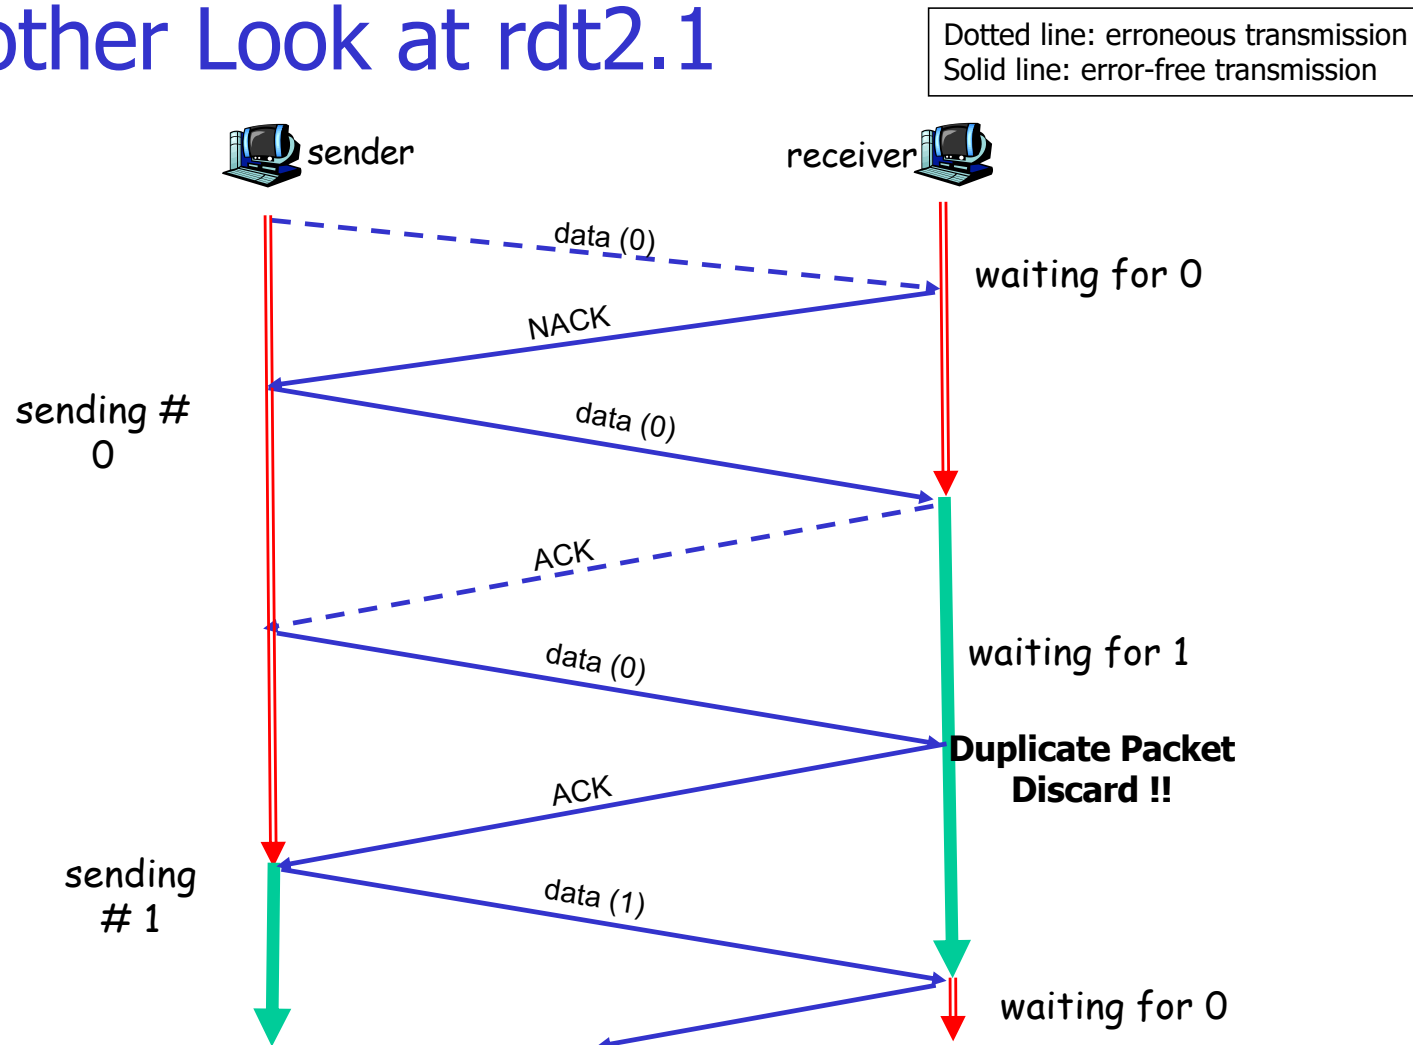 other Look at rdt2.1
Dotted line: erroneous transmission
Solid line: error-free transmission
sender
receiver
data (0)
waiting for 0
NACK
sending #
0
data (0)
ACK
waiting for 1
data (0)
Duplicate Packet
Discard !!
ACK
sending
# 1
data (1)
waiting for 0